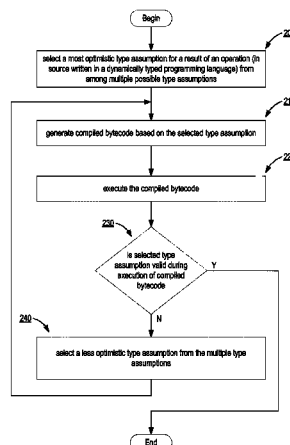 Begin
20
select a most optimistic type assumption for a result of an operation (in
source written in a dynamically typed programming language) from
among multiple possible type assumptions
21
generate compiled bytecode based on the selected type assumption
22
execute the compiled bytecode
230
is selected type
assumption valid during
execution of compiled
bytecode
Y
N
240
select a less optimistic type assumption from the multiple type
assumptions
End